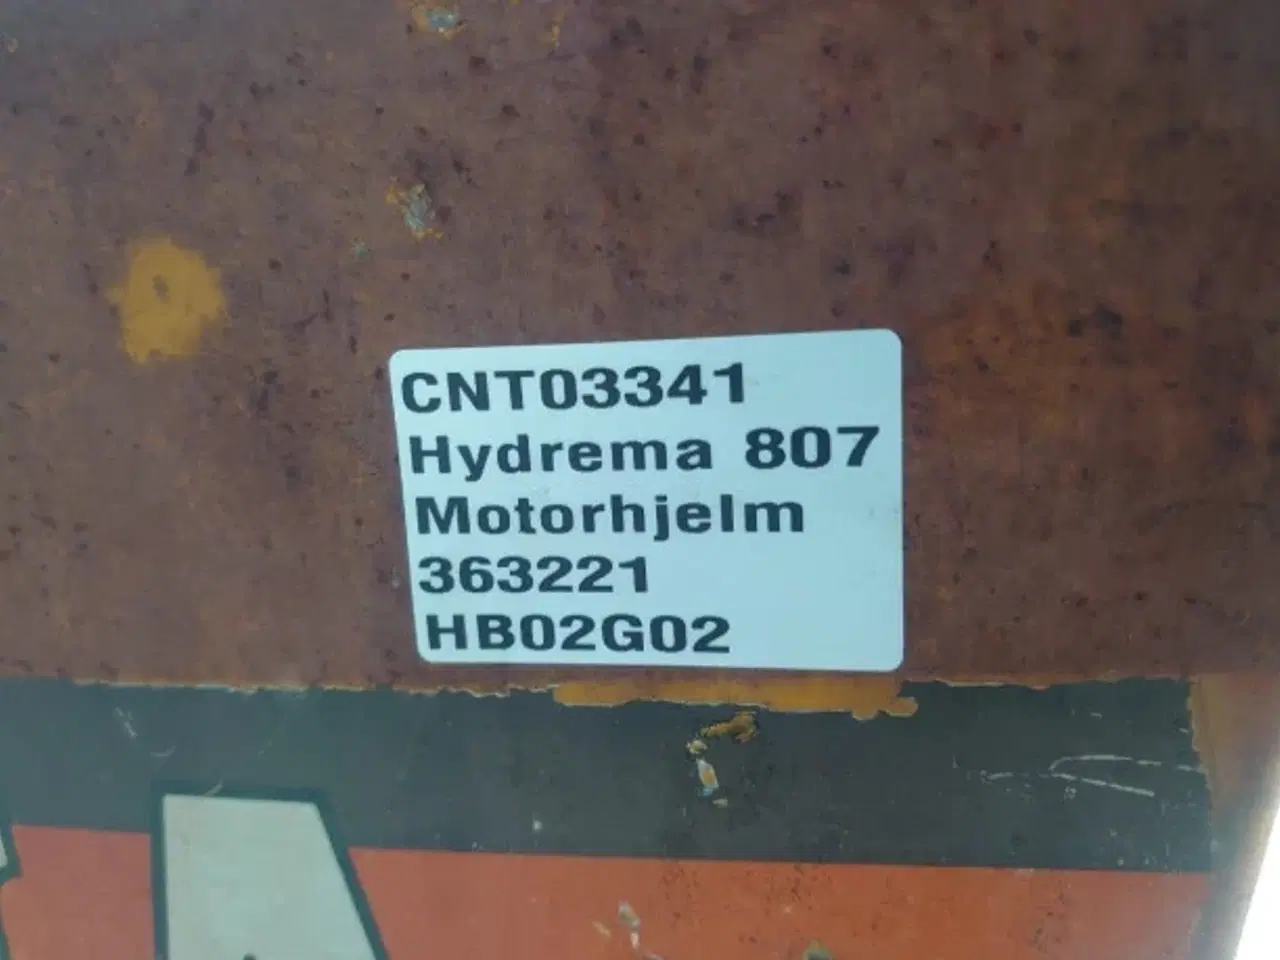 CNT03341
Hydrema 807
Motorhjelm
363221
HB02G02